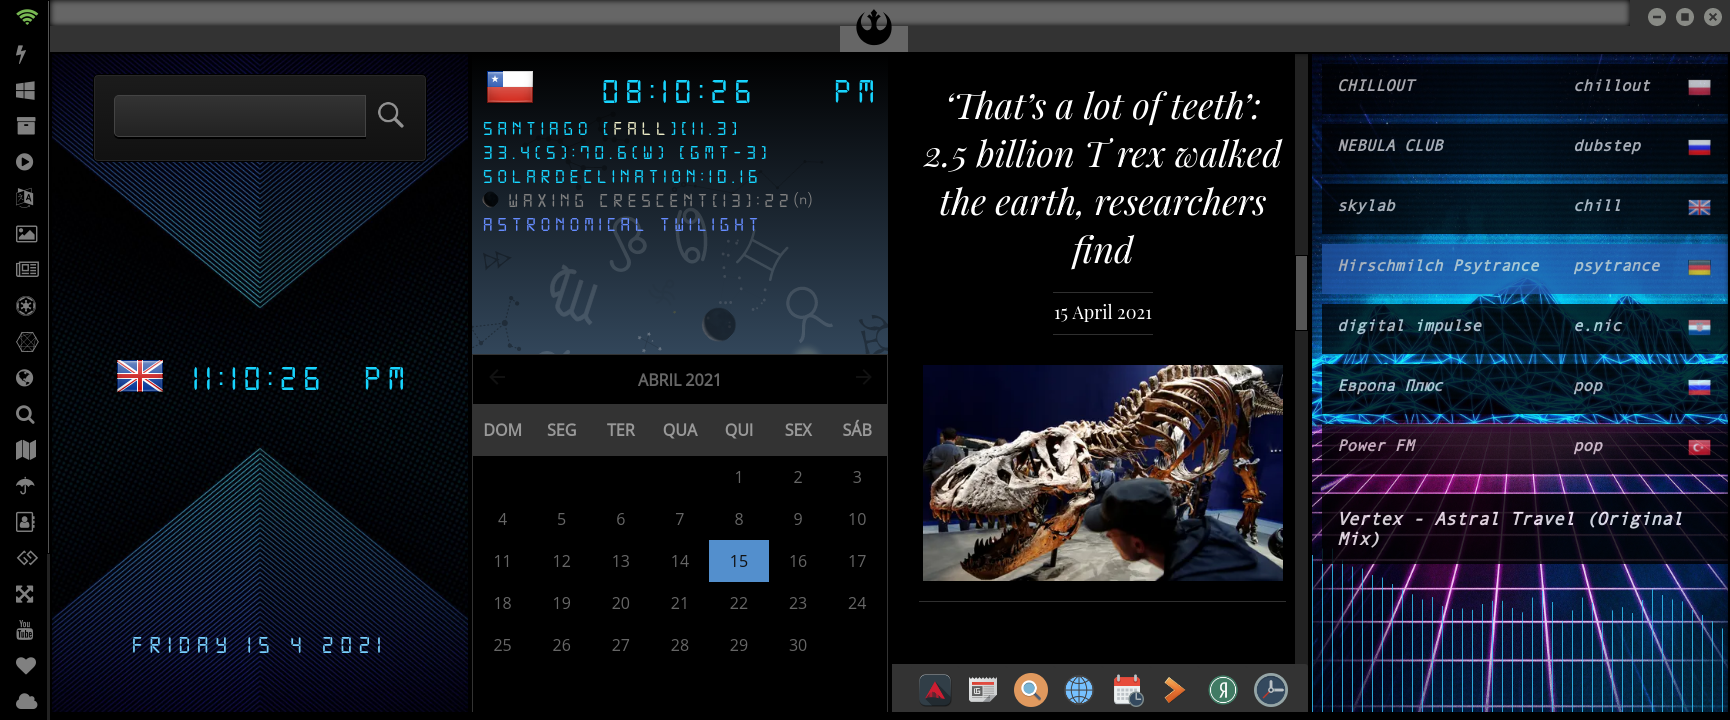 11:10:26 PM
FRIDAY 15 4 2021
08:10:26 PM
SANTIAGO [FALL][11.3]
33.4(S):70.6(W) [GMT-3]
SOLARDECLINATION:10.16
WAXING CRESCENT[13]:22(n)
ASTRONOMICAL TWILIGHT
ABRIL 2021
DOM SEG TER QUA QUI SEX SÁB
1 2 3
4 5 6 7 8 9 10
11 12 13 14 15 16 17
18 19 20 21 22 23 24
25 26 27 28 29 30
‘That’s a lot of teeth’:
2.5 billion T rex walked
the earth, researchers
find
15 April 2021
CHILLOUT chillout
NEBULA CLUB dubstep
skylab chill
Hirschmilch Psytrance psytrance
digital impulse e.nic
Европа Плюс pop
Power FM pop
Vertex - Astral Travel (Original
Mix)
You
Tube
Я